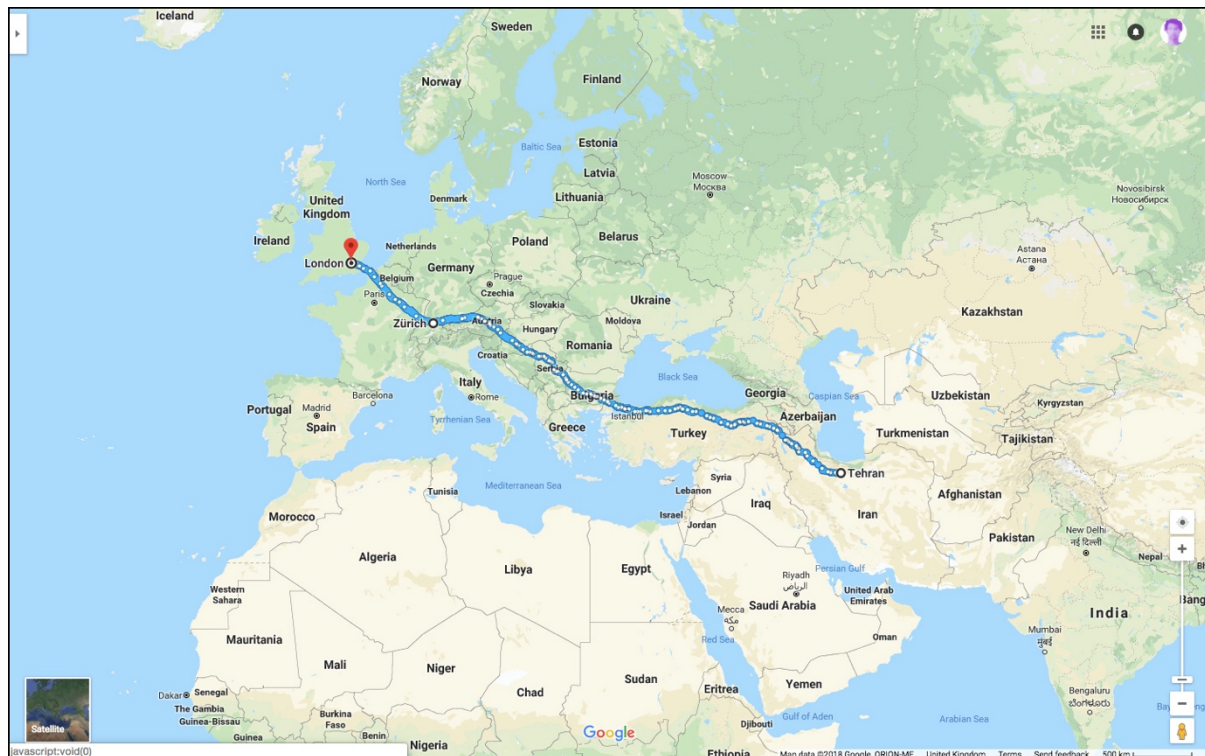 Iceland
Sweden
Norway
Finland
Estonia
Baltic Sea
Latvia
Moscow
Москва
North Sea
Denmark
Lithuania
Novosibirsk
Новосибирск
United
Kingdom
Ireland
Netherlands
Poland
Belarus
London
Belgium
Germany
Prague
Astana
Астана
Paris
Czechia
Slovakia
Ukraine
Kazakhstan
Zürich
Austria
Hungary
Moldova
Romania
Croatia
Serbia
Italy
Rome
Black Sea
Georgia
Caspian Sea
Uzbekistan
Kyrgyzstan
Portugal
Madrid
Spain
Barcelona
Bulgaria
Istanbul
Azerbaijan
Tyrrhenian Sea
Greece
Turkey
Turkmenistan
Tajikistan
Tehran
Syria
Mediterranean Sea
Tunisia
Lebanon
Iraq
Iran
Afghanistan
Israel
Jordan
Morocco
Pakistan
New Delhi
नई दिल्ली
Nepal
Algeria
Libya
Egypt
Persian Gulf
Western
Sahara
Riyadh
الرياض
Saudi Arabia
United Arab
Emirates
Mecca
مكة
India
Bang
Mauritania
Red Sea
Oman
Mumbai
मुंबई
Mali
Niger
Chad
Sudan
Eritrea
Yemen
Dakar
Senegal
The Gambia
Guinea-Bissau
Burkina
Faso
Guinea
Nigeria
Djibouti
Gulf of Aden
Arabian Sea
Bengaluru
ಬೆಂಗಳೂರು
Ethiopia
Satellite
Google
javascript:void(0)
Map data ©2018 Google, ORION-ME
United Kingdom
Terms
Send feedback
500 km